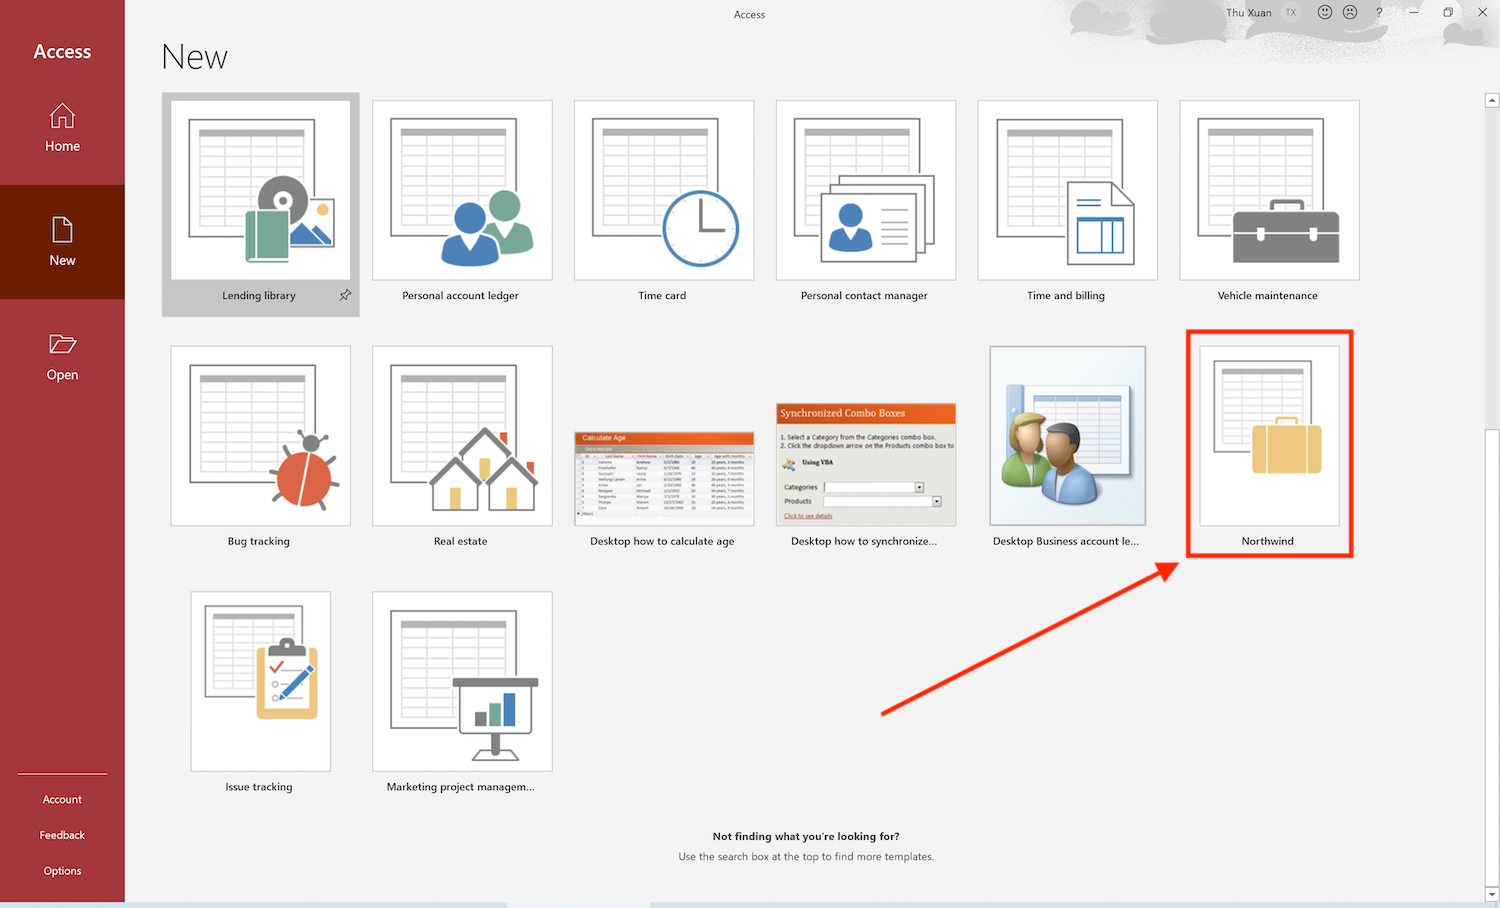 Access
Thu Xuan TX
?
Access
Home
New
Open
Account
Feedback
Options
New
Lending library
Personal account ledger
Time card
Personal contact manager
Time and billing
Vehicle maintenance
Calculate Age
Synchronized Combo Boxes
1. Select a Category from the Categories combo box.
2. Click the dropdown arrow on the Products combo box to
Using VBA
Categories
Products
Click to see details
Bug tracking
Real estate
Desktop how to calculate age
Desktop how to synchronize...
Desktop Business account le...
Northwind
Issue tracking
Marketing project managem...
Not finding what you're looking for?
Use the search box at the top to find more templates.